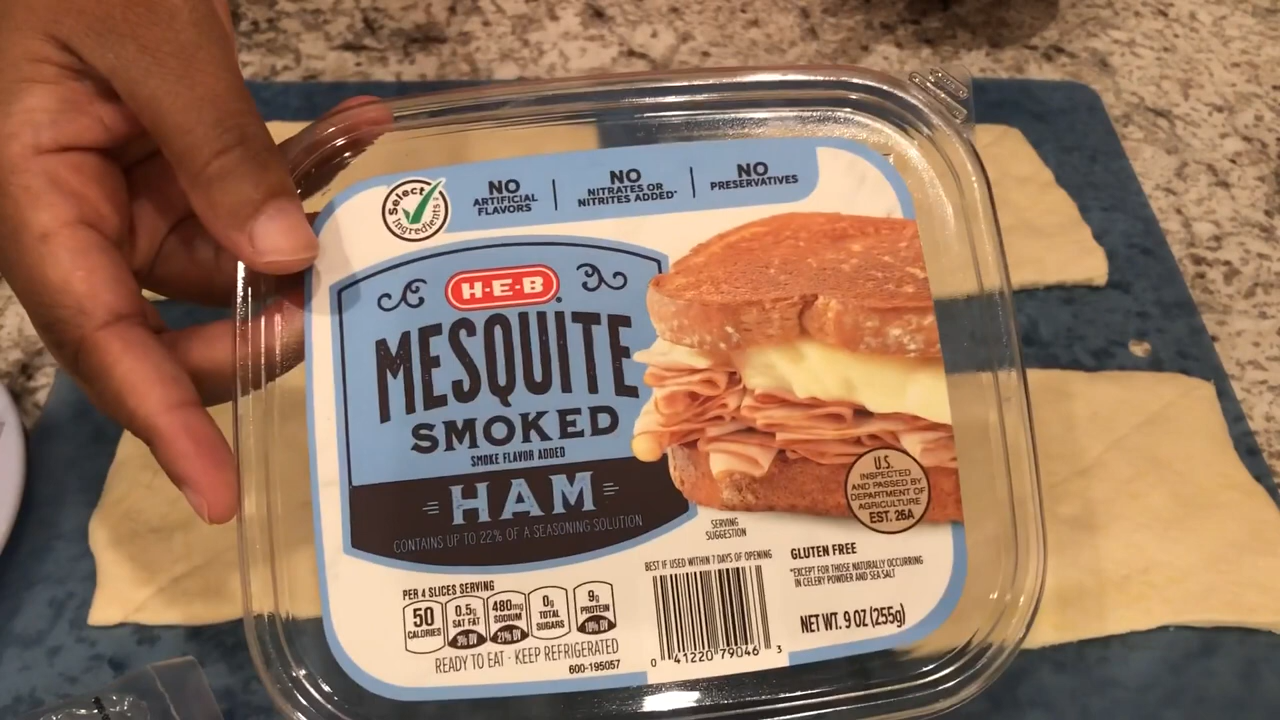 Select Ingredients
NO
ARTIFICIAL
FLAVORS
NO
NITRATES OR
NITRITES ADDED*
NO
PRESERVATIVES
H-E-B®
MESQUITE
SMOKED
SMOKE FLAVOR ADDED
HAM
CONTAINS UP TO 22% OF A SEASONING SOLUTION
U.S.
INSPECTED
AND PASSED BY
DEPARTMENT OF
AGRICULTURE
EST. 26A
SERVING
SUGGESTION
PER 4 SLICES SERVING
50
CALORIES
0.5g
SAT FAT
3% DV
480mg
SODIUM
21% DV
0g
TOTAL
SUGARS
9g
PROTEIN
18% DV
READY TO EAT · KEEP REFRIGERATED
600-195057
BEST IF USED WITHIN 7 DAYS OF OPENING
0 41220 79046 3
GLUTEN FREE
*EXCEPT FOR THOSE NATURALLY OCCURRING
IN CELERY POWDER AND SEA SALT
NET WT. 9 OZ (255g)